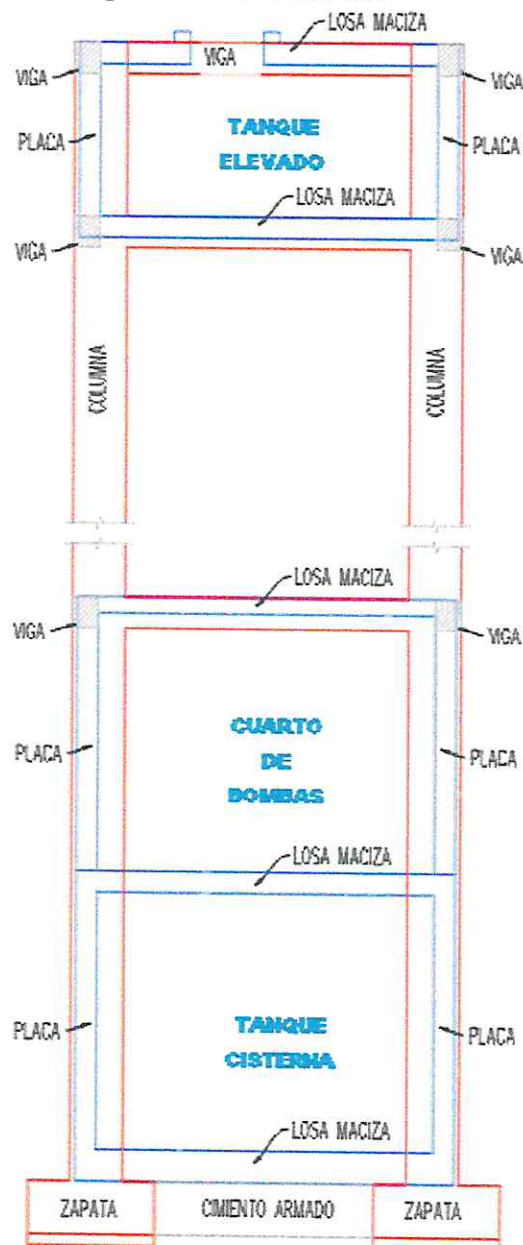 LOSA MACIZA
VIGA
VIGA
VIGA
PLACA
TANQUE
ELEVADO
PLACA
LOSA MACIZA
VIGA
VIGA
COLUMNA
COLUMNA
LOSA MACIZA
VIGA
VIGA
CUARTO
DE
BOMBAS
PLACA
PLACA
LOSA MACIZA
TANQUE
CISTERNA
PLACA
PLACA
LOSA MACIZA
ZAPATA
CIMIENTO ARMADO
ZAPATA